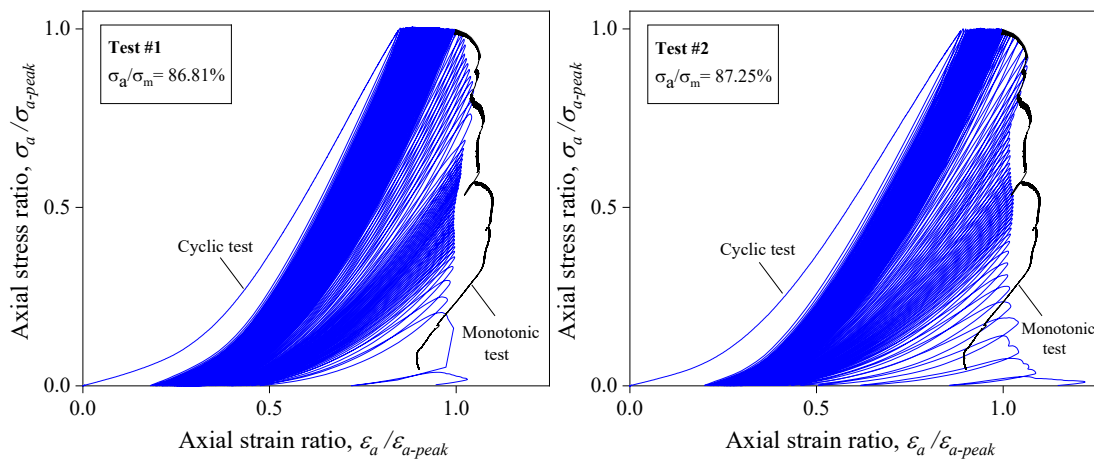 Test #1
σa/σm= 86.81%
Axial stress ratio, σa /σa-peak
1.0
0.5
0.0
Cyclic test
Monotonic
test
0.0
0.5
1.0
Axial strain ratio, εa /εa-peak
Test #2
σa/σm= 87.25%
Axial stress ratio, σa /σa-peak
1.0
0.5
0.0
Cyclic test
Monotonic
test
0.0
0.5
1.0
Axial strain ratio, εa /εa-peak